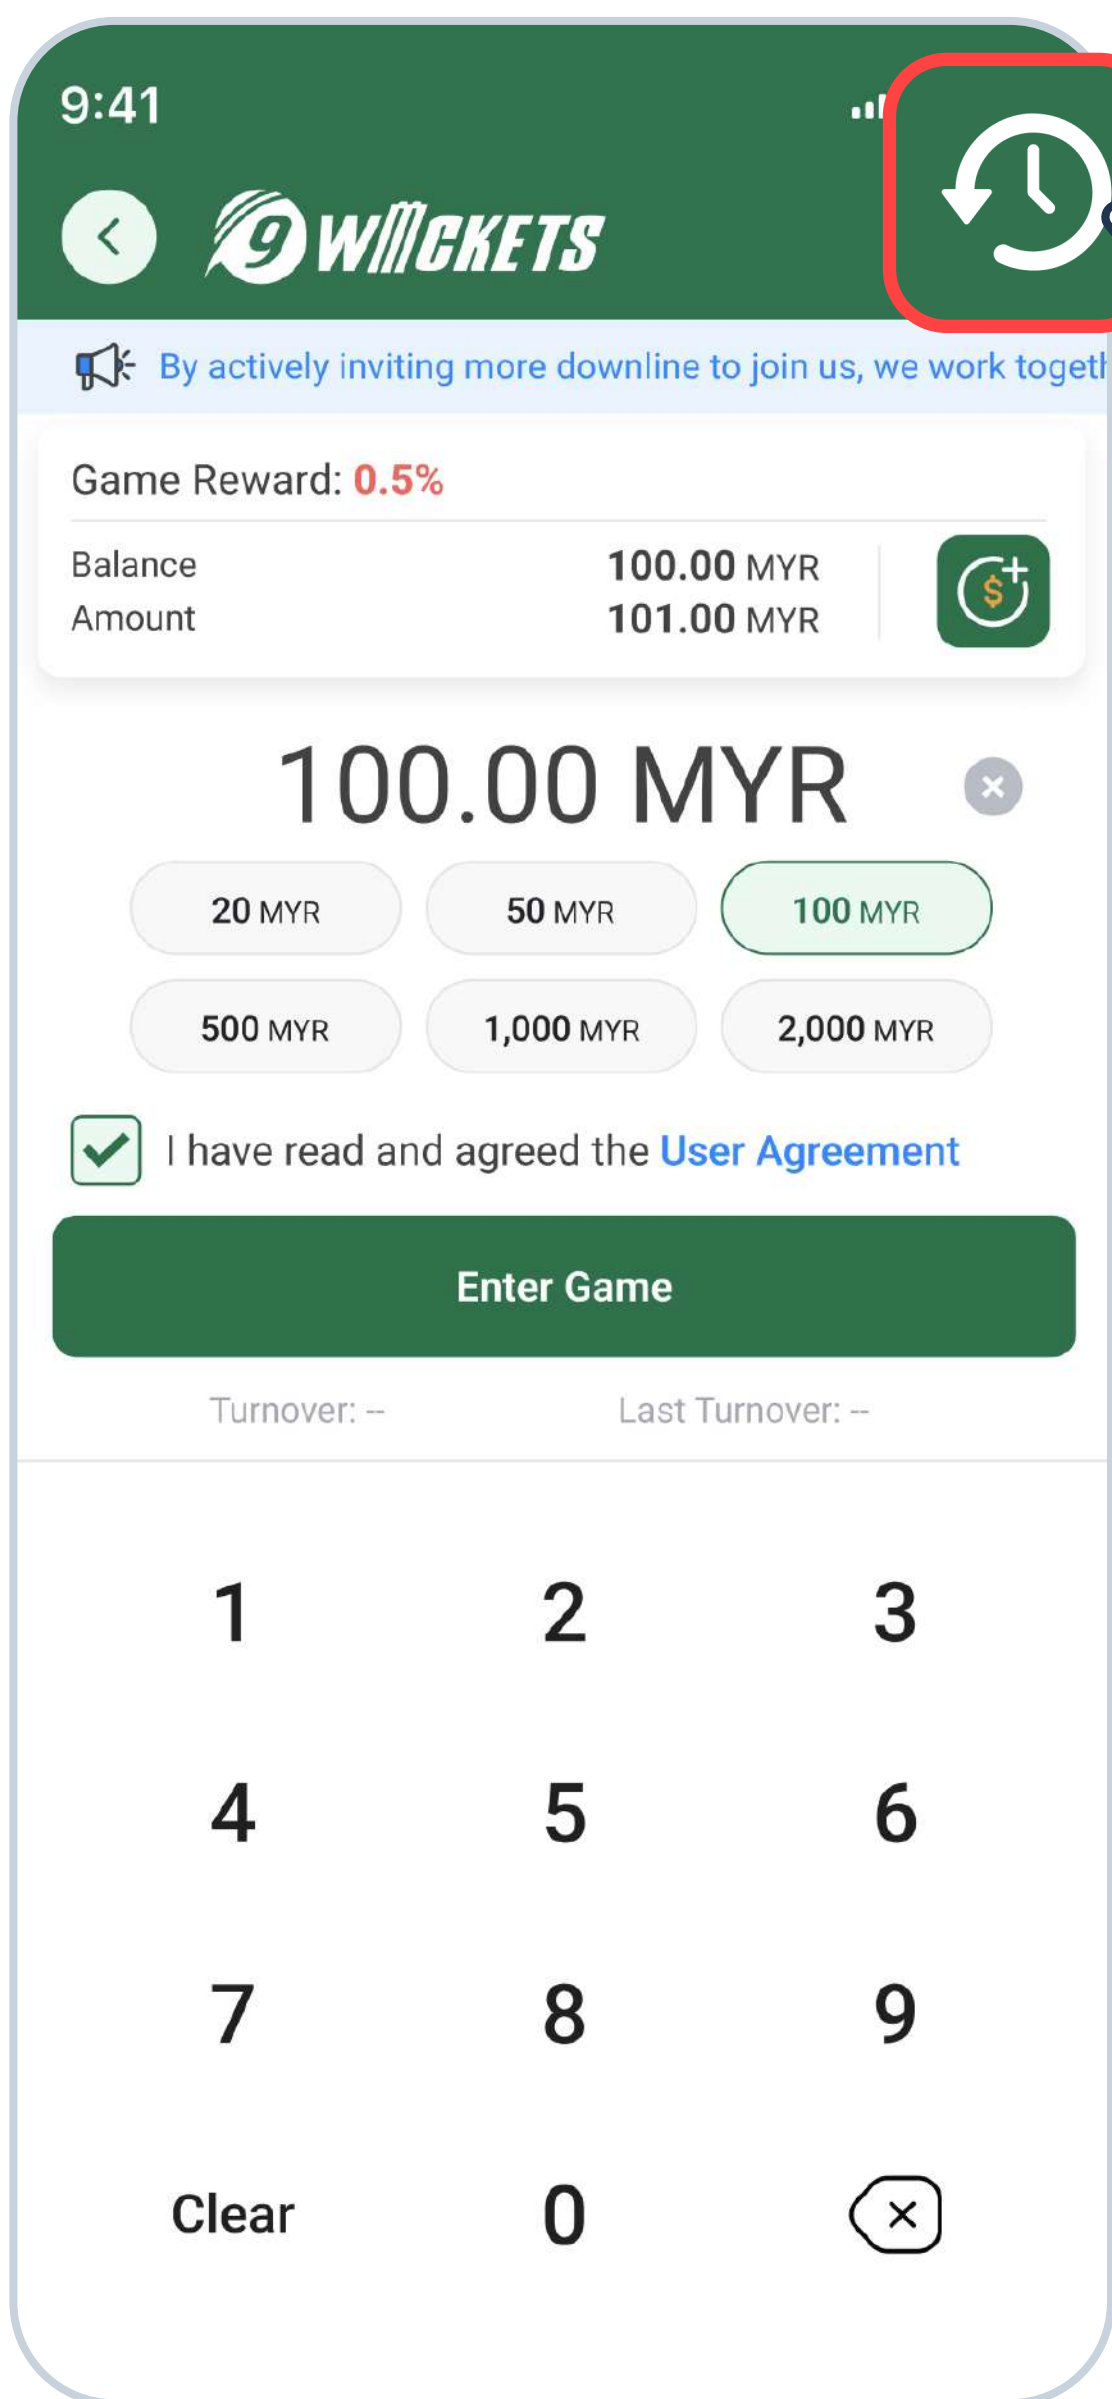 9:41
9 WICKETS
By actively inviting more downline to join us, we work togeth
Game Reward: 0.5%
Balance 100.00 MYR
Amount 101.00 MYR
100.00 MYR
20 MYR 50 MYR 100 MYR
500 MYR 1,000 MYR 2,000 MYR
I have read and agreed the User Agreement
Enter Game
Turnover: -- Last Turnover: --
1 2 3
4 5 6
7 8 9
Clear 0